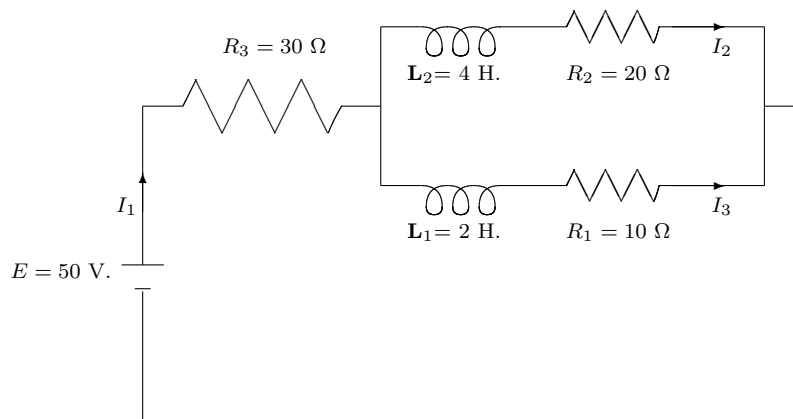 I₂
R₃ = 30 Ω
L₂= 4 H.
R₂ = 20 Ω
I₁
I₃
L₁= 2 H.
R₁ = 10 Ω
E = 50 V.